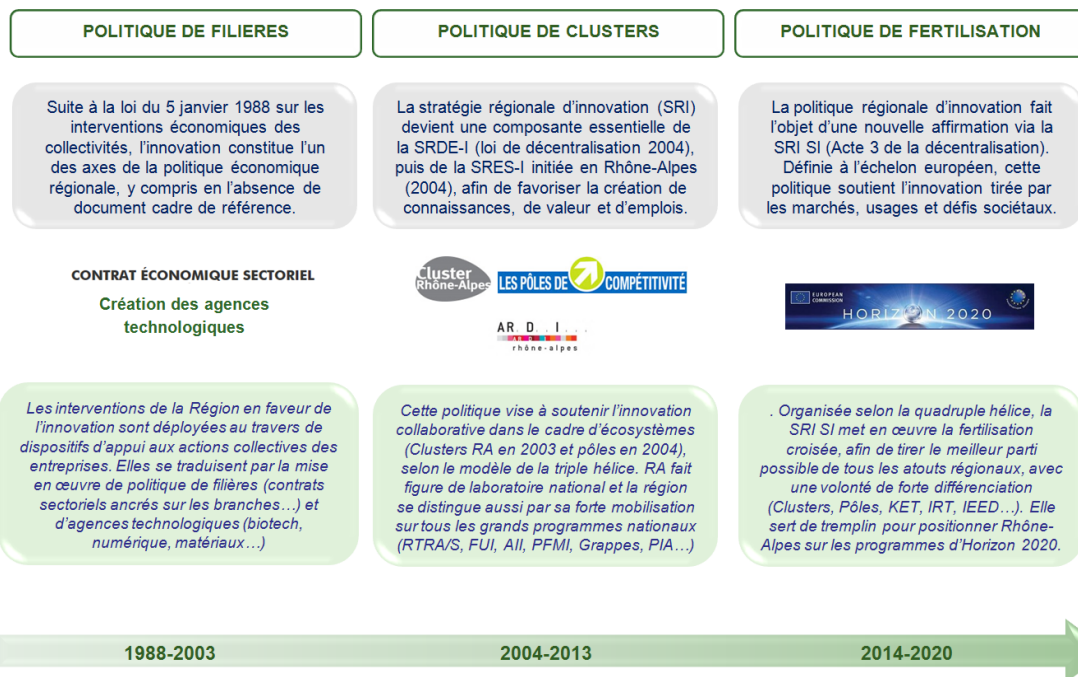 POLITIQUE DE FILIERES
POLITIQUE DE CLUSTERS
POLITIQUE DE FERTILISATION
Suite à la loi du 5 janvier 1988 sur les
interventions économiques des
collectivités, l'innovation constitue l'un
des axes de la politique économique
régionale, y compris en l'absence de
document cadre de référence.
La stratégie régionale d'innovation (SRI)
devient une composante essentielle de
la SRDE-I (loi de décentralisation 2004),
puis de la SRES-I initiée en Rhône-Alpes
(2004), afin de favoriser la création de
connaissances, de valeur et d'emplois.
La politique régionale d'innovation fait
l'objet d'une nouvelle affirmation via la
SRI SI (Acte 3 de la décentralisation).
Définie à l'échelon européen, cette
politique soutient l'innovation tirée par
les marchés, usages et défis sociétaux.
CONTRAT ÉCONOMIQUE SECTORIEL
Création des agences
technologiques
Cluster
Rhône-Alpes
LES PÔLES DE COMPÉTITIVITÉ
AR. D. . I . . .
AR D I
rhône-alpes
EUROPEAN
COMMISSION
HORIZON 2020
Les interventions de la Région en faveur de
l'innovation sont déployées au travers de
dispositifs d'appui aux actions collectives des
entreprises. Elles se traduisent par la mise
en œuvre de politique de filières (contrats
sectoriels ancrés sur les branches…) et
d'agences technologiques (biotech,
numérique, matériaux…)
Cette politique vise à soutenir l'innovation
collaborative dans le cadre d'écosystèmes
(Clusters RA en 2003 et pôles en 2004),
selon le modèle de la triple hélice. RA fait
figure de laboratoire national et la région
se distingue aussi par sa forte mobilisation
sur tous les grands programmes nationaux
(RTRA/S, FUI, AII, PFMI, Grappes, PIA…)
. Organisée selon la quadruple hélice, la
SRI SI met en œuvre la fertilisation
croisée, afin de tirer le meilleur parti
possible de tous les atouts régionaux, avec
une volonté de forte différenciation
(Clusters, Pôles, KET, IRT, IEED…). Elle
sert de tremplin pour positionner Rhône-
Alpes sur les programmes d'Horizon 2020.
1988-2003
2004-2013
2014-2020